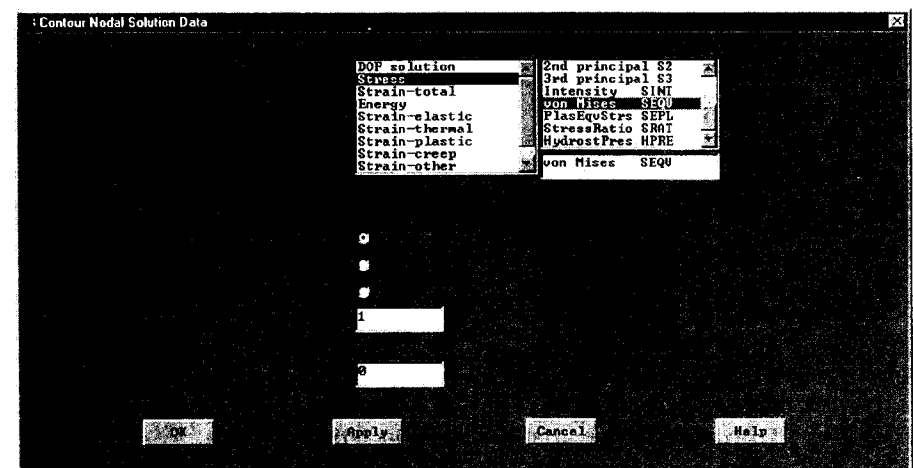 Contour Nodal Solution Data
DOF solution
Stress
Strain-total
Energy
Strain-elastic
Strain-thermal
Strain-plastic
Strain-creep
Strain-other
2nd principal S2
3rd principal S3
Intensity SINT
von Mises SEQV
PlasEqvStrs SEPL
StressRatio SRAT
HydrostPres HPRE
von Mises SEQV
1
0
OK
Apply
Cancel
Help